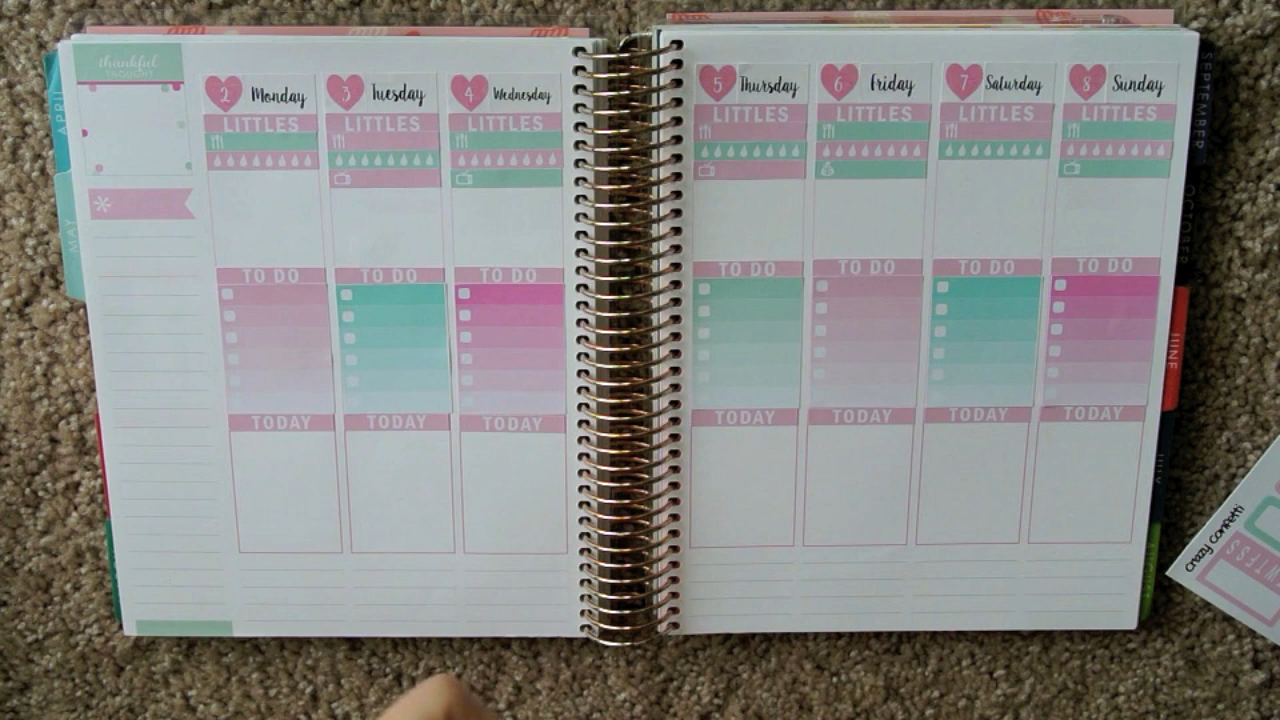 thankful
THOUGHT
2 Monday
3 Tuesday
4 Wednesday
5 Thursday
6 Friday
7 Saturday
8 Sunday
LITTLES
LITTLES
LITTLES
LITTLES
LITTLES
LITTLES
LITTLES
TO DO
TO DO
TO DO
TO DO
TO DO
TO DO
TO DO
TODAY
TODAY
TODAY
TODAY
TODAY
TODAY
TODAY
APRIL
MAY
SEPTEMBER
OCTOBER
JUNE
crazy confetti